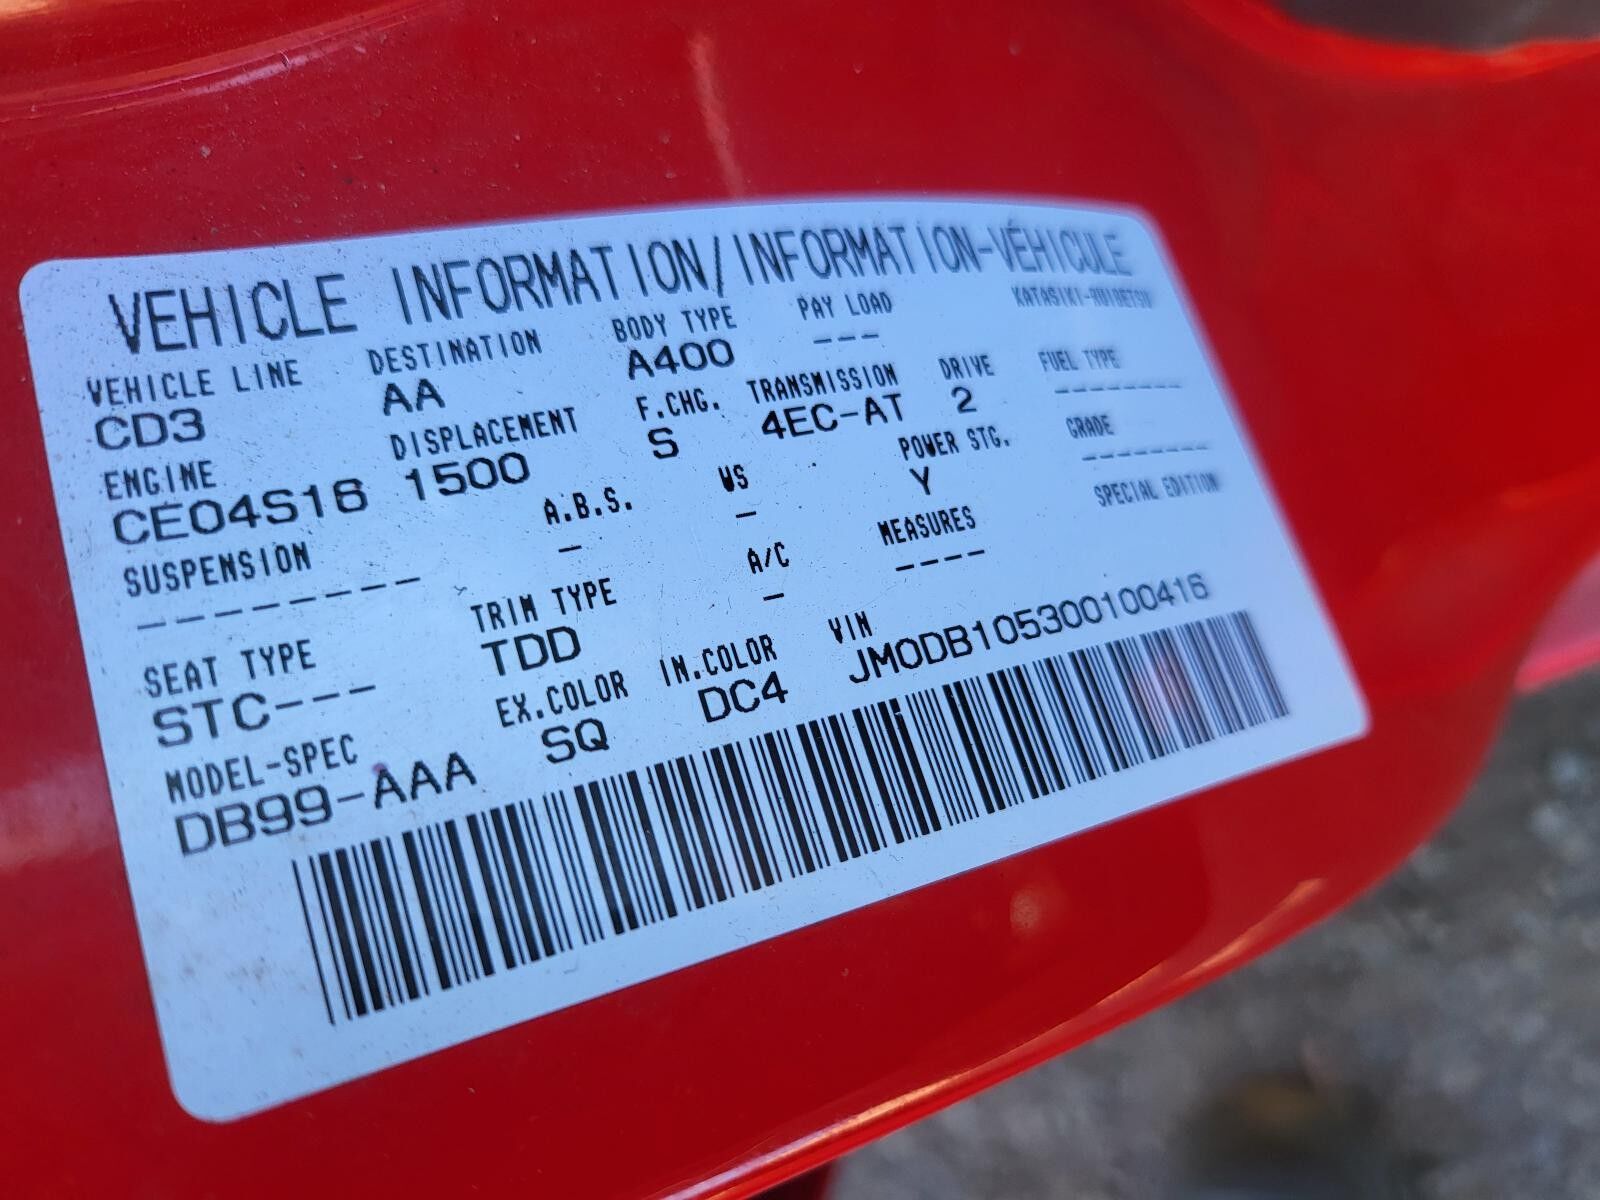 VEHICLE INFORMATION/INFORMATION-VÉHICULE
VEHICLE LINE DESTINATION BODY TYPE PAY LOAD KATASIKI-RUIBETSU
CD3 AA A400 ---
ENGINE DISPLACEMENT F.CHG. TRANSMISSION DRIVE FUEL TYPE
CE04S16 1500 S 4EC-AT 2 --------
SUSPENSION A.B.S. WS POWER STG. GRADE
--------- - - Y --------
SEAT TYPE TRIM TYPE A/C MEASURES SPECIAL EDITION
STC--- TDD - ----
MODEL-SPEC EX.COLOR IN.COLOR VIN
DB99-AAA SQ DC4 JM0DB105300100416